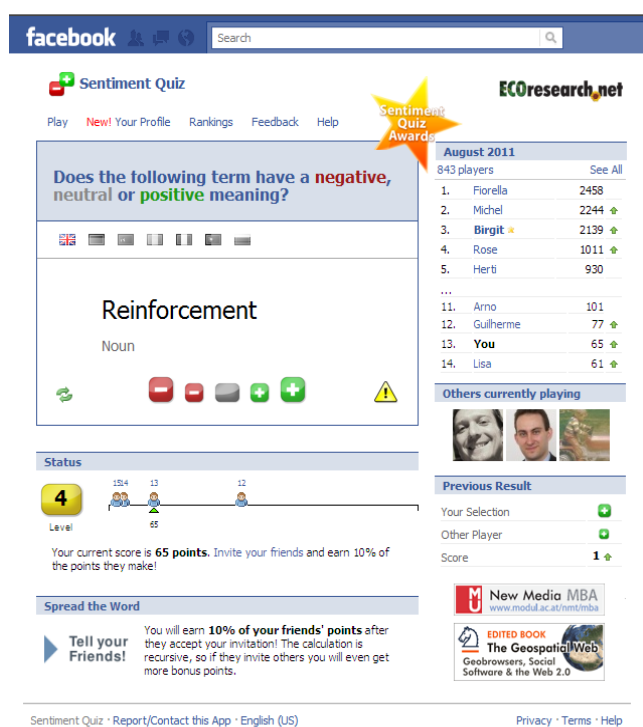 facebook
Search
Sentiment Quiz
ECOresearch.net
Play New! Your Profile Rankings Feedback Help
Sentiment
Quiz
Awards
Does the following term have a negative,
neutral or positive meaning?
Reinforcement
Noun
August 2011
843 players See All
1. Fiorella 2458
2. Michel 2244
3. Birgit 2139
4. Rose 1011
5. Herti 930
...
11. Arno 101
12. Guilherme 77
13. You 65
14. Lisa 61
Others currently playing
Status
1514 13 12
4
65
Level
Your current score is 65 points. Invite your friends and earn 10% of
the points they make!
Previous Result
Your Selection
Other Player
Score 1
Spread the Word
Tell your
Friends!
You will earn 10% of your friends' points after
they accept your invitation! The calculation is
recursive, so if they invite others you will even get
more bonus points.
MU
New Media MBA
www.modul.ac.at/nmt/mba
EDITED BOOK
The Geospatial Web
Geobrowsers, Social
Software & the Web 2.0
Sentiment Quiz · Report/Contact this App · English (US) Privacy · Terms · Help